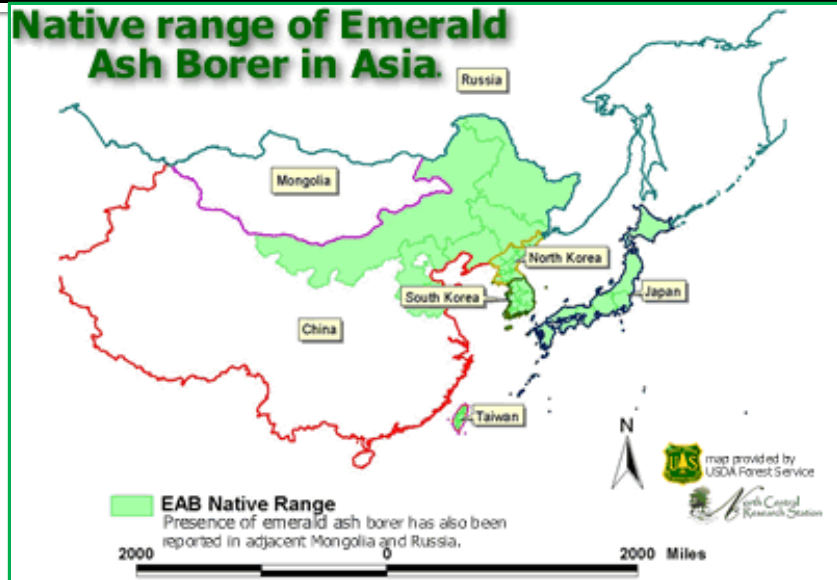 Native range of Emerald
Ash Borer in Asia.
Russia
Mongolia
North Korea
South Korea
Japan
China
Taiwan
N
UAS
map provided by
USDA Forest Service
North Central
Research Station
EAB Native Range
Presence of emerald ash borer has also been
reported in adjacent Mongolia and Russia.
2000 0 2000 Miles